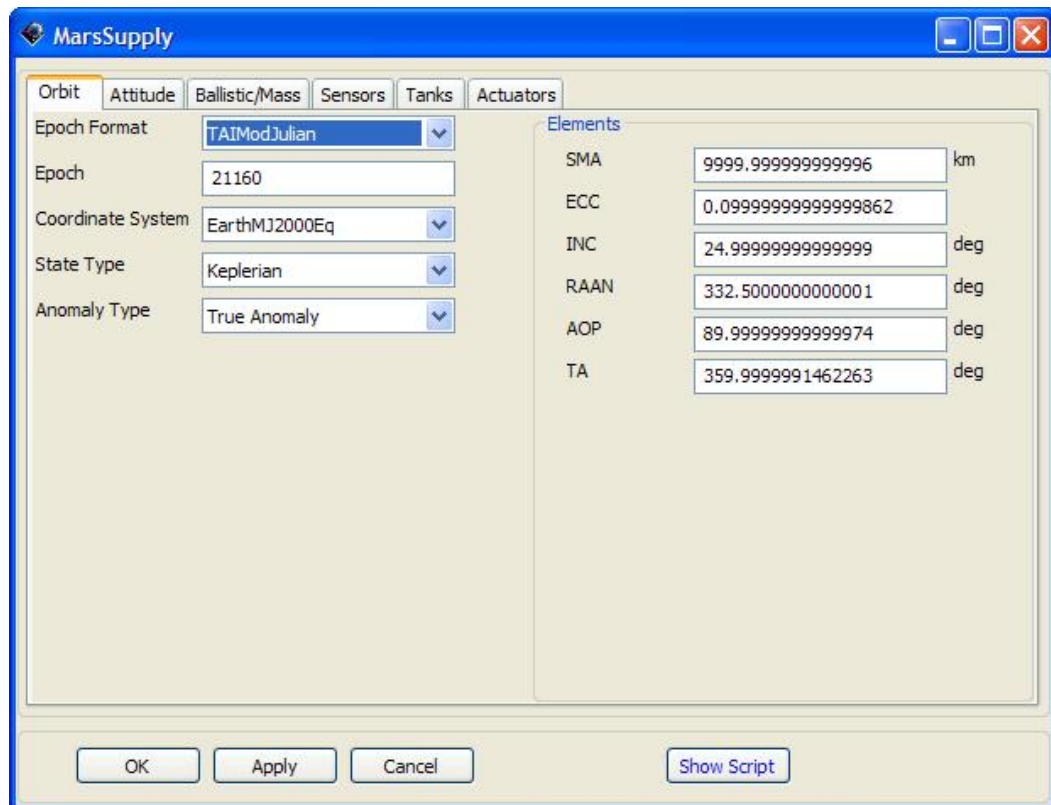 MarsSupply
Orbit Attitude Ballistic/Mass Sensors Tanks Actuators
Epoch Format TAIModJulian
Epoch 21160
Coordinate System EarthMJ2000Eq
State Type Keplerian
Anomaly Type True Anomaly
Elements
SMA 9999.999999999996 km
ECC 0.09999999999999862
INC 24.99999999999999 deg
RAAN 332.5000000000001 deg
AOP 89.99999999999974 deg
TA 359.9999991462263 deg
OK Apply Cancel Show Script